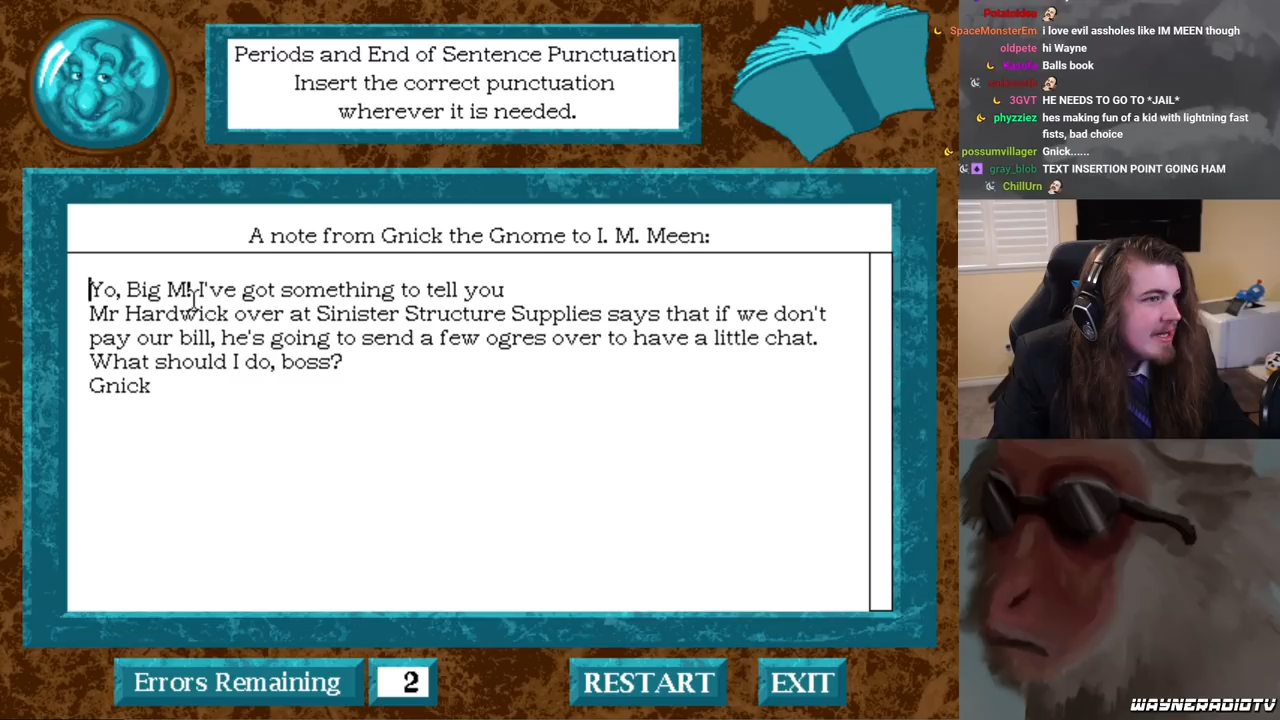 Periods and End of Sentence Punctuation
Insert the correct punctuation
wherever it is needed.
A note from Gnick the Gnome to I. M. Meen:
Yo, Big M! I've got something to tell you
Mr Hardwick over at Sinister Structure Supplies says that if we don't
pay our bill, he's going to send a few ogres over to have a little chat.
What should I do, boss?
Gnick
Errors Remaining
2
RESTART
EXIT
SpaceMonsterEm i love evil assholes like IM MEEN though
oldpete hi Wayne
Balls book
3GVT HE NEEDS TO GO TO *JAIL*
phyzziez hes making fun of a kid with lightning fast
fists, bad choice
possumvillager Gnick......
gray_blob TEXT INSERTION POINT GOING HAM
ChillUrn
WAYNERADIOTV